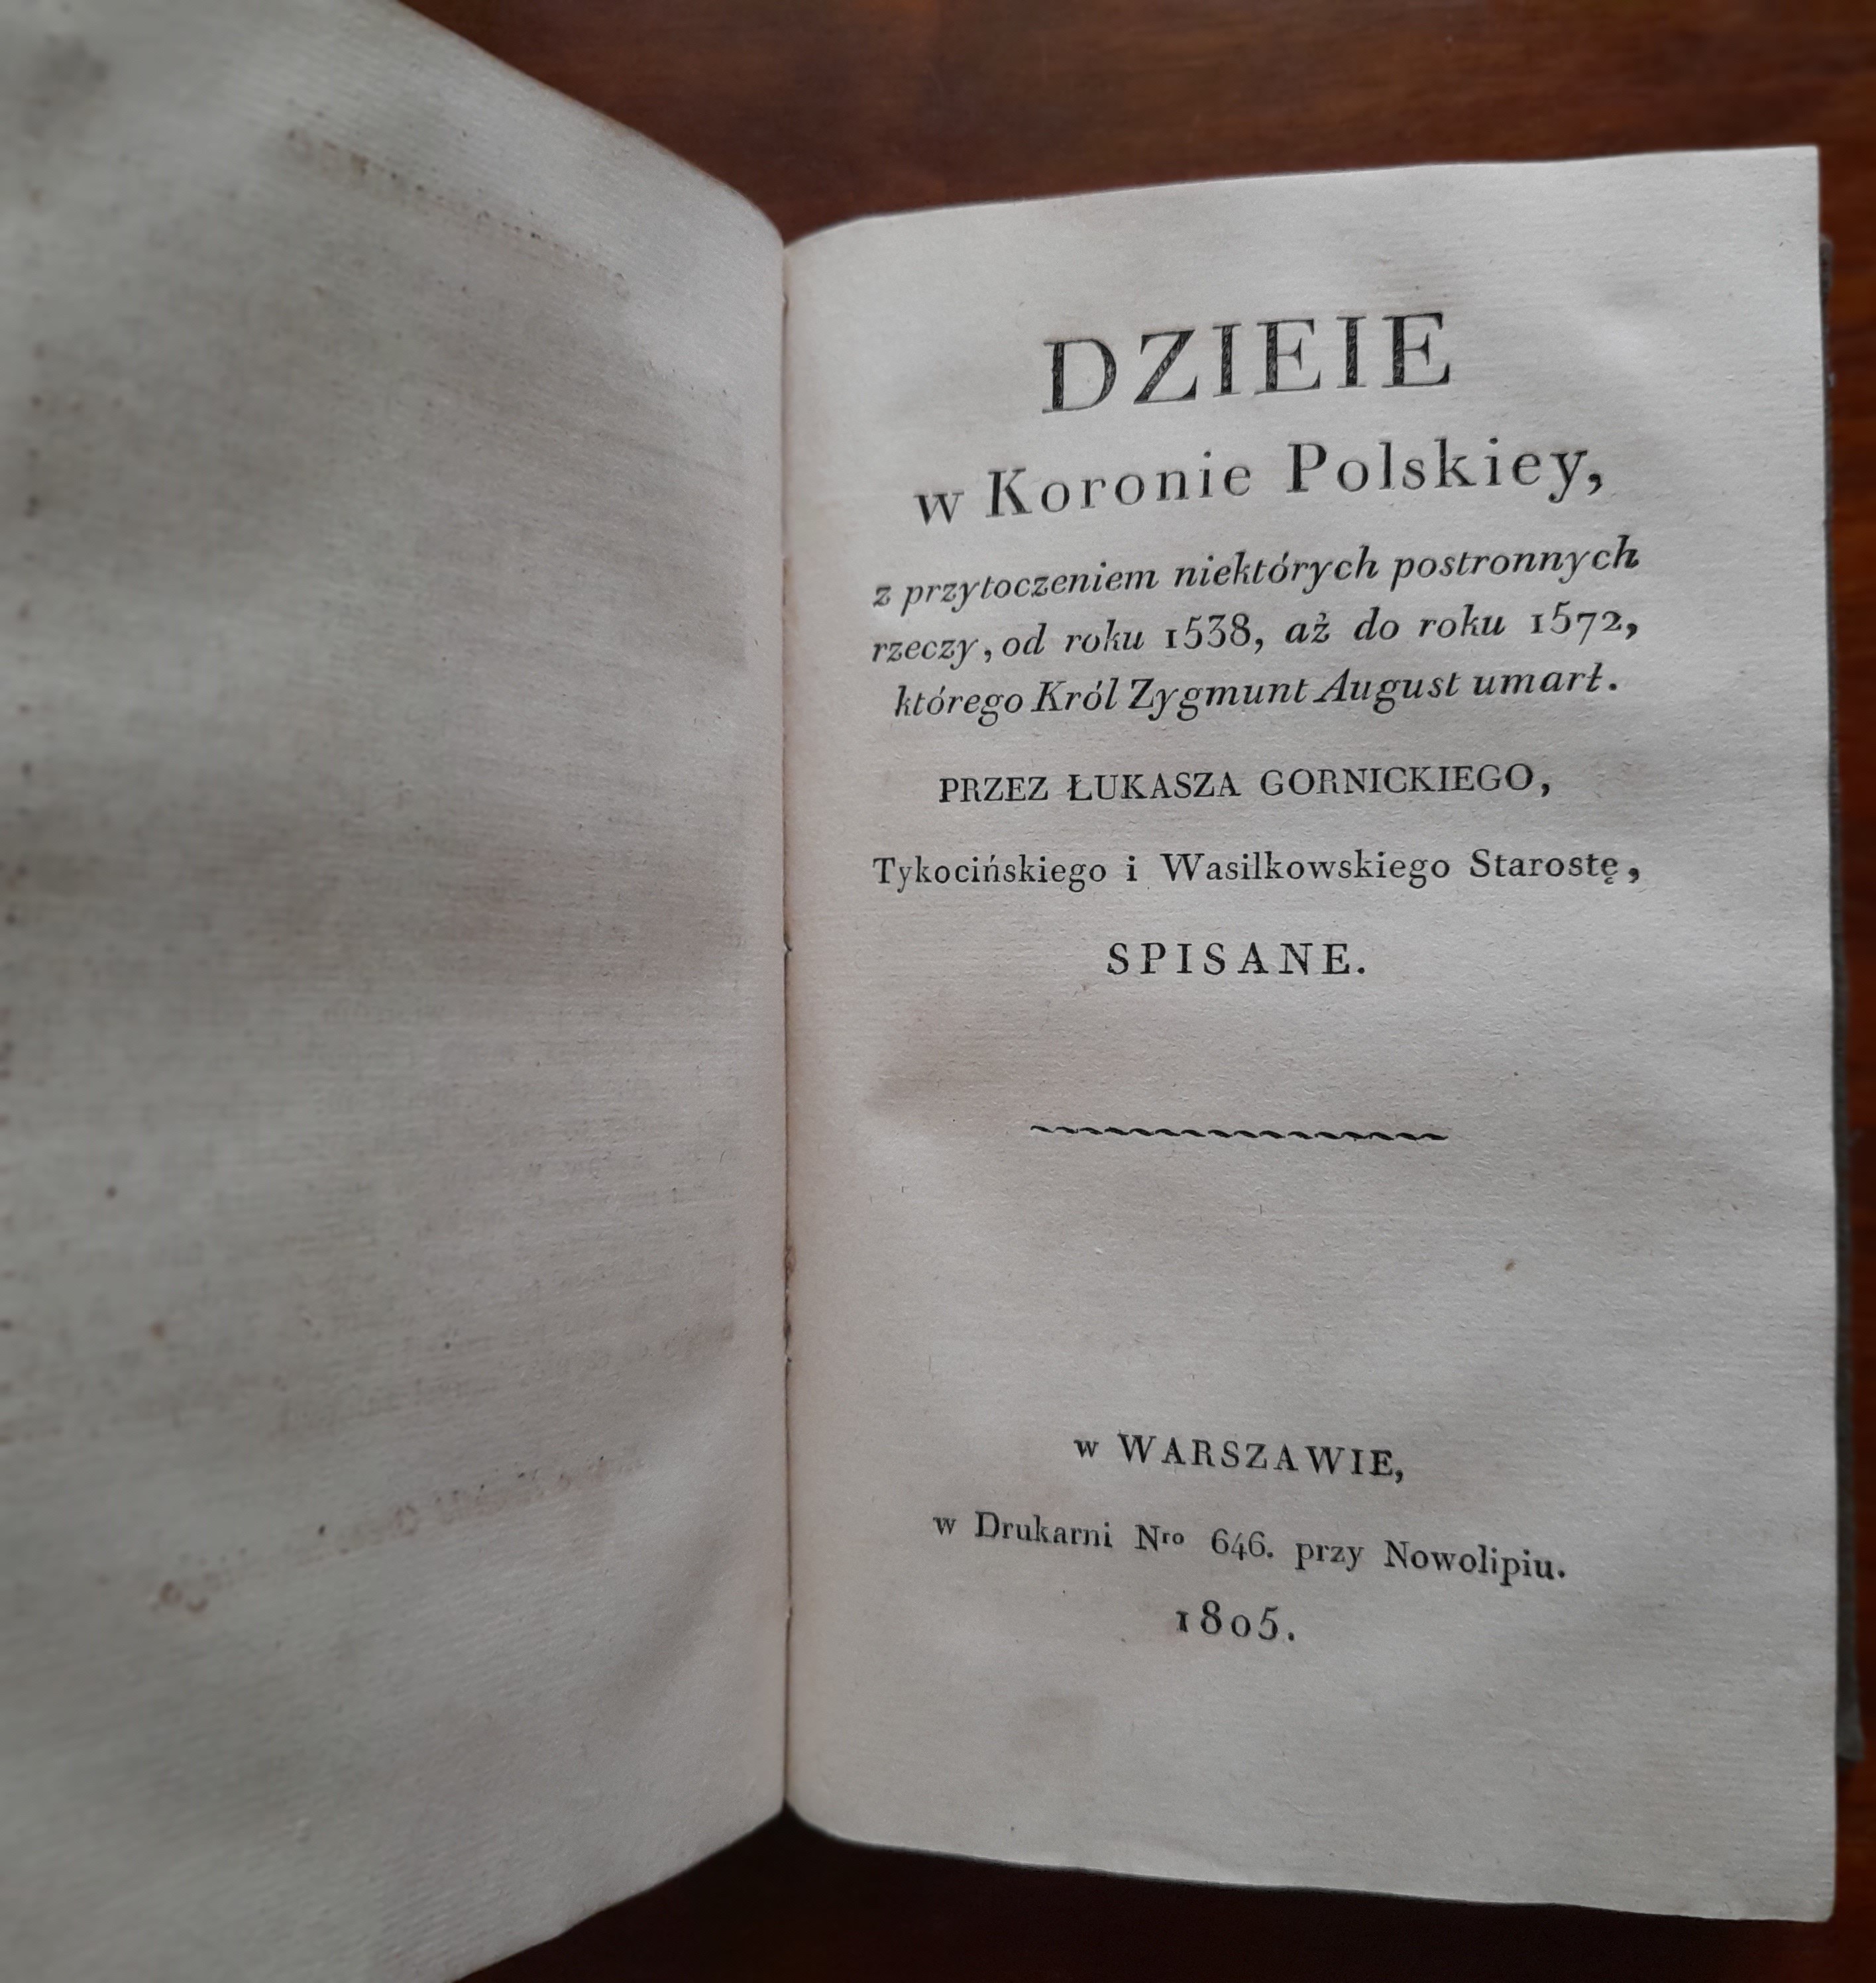 DZIEIE
w Koronie Polskiey,
z przytoczeniem niektórych postronnych
rzeczy, od roku 1538, aż do roku 1572,
którego Król Zygmunt August umarł.
PRZEZ ŁUKASZA GORNICKIEGO,
Tykocińskiego i Wasilkowskiego Starostę,
SPISANE.
w WARSZAWIE,
w Drukarni Nro 646. przy Nowolipiu.
1805.